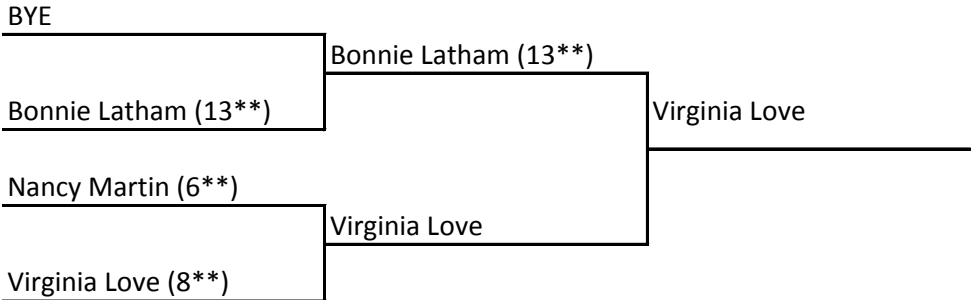 BYE
Bonnie Latham (13**)
Bonnie Latham (13**)
Virginia Love
Nancy Martin (6**)
Virginia Love
Virginia Love (8**)